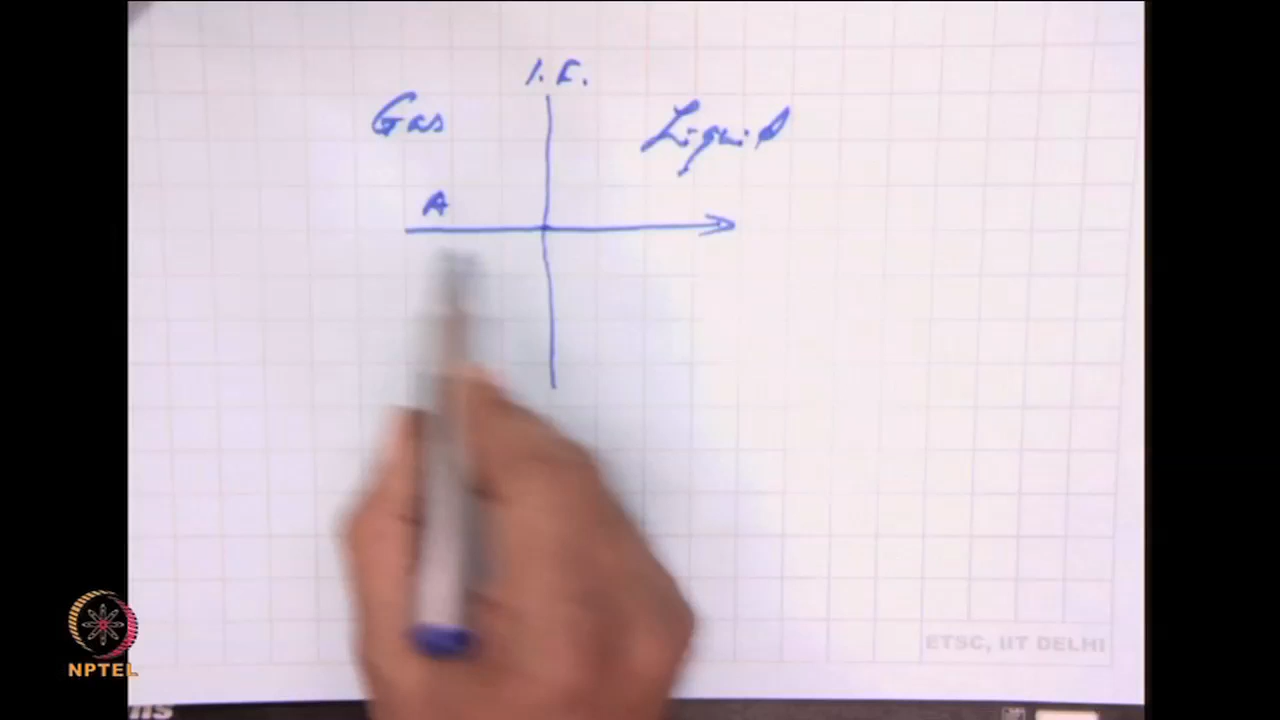 I.F.
Gas
Liquid
A
ETSC, IIT DELHI
NPTEL